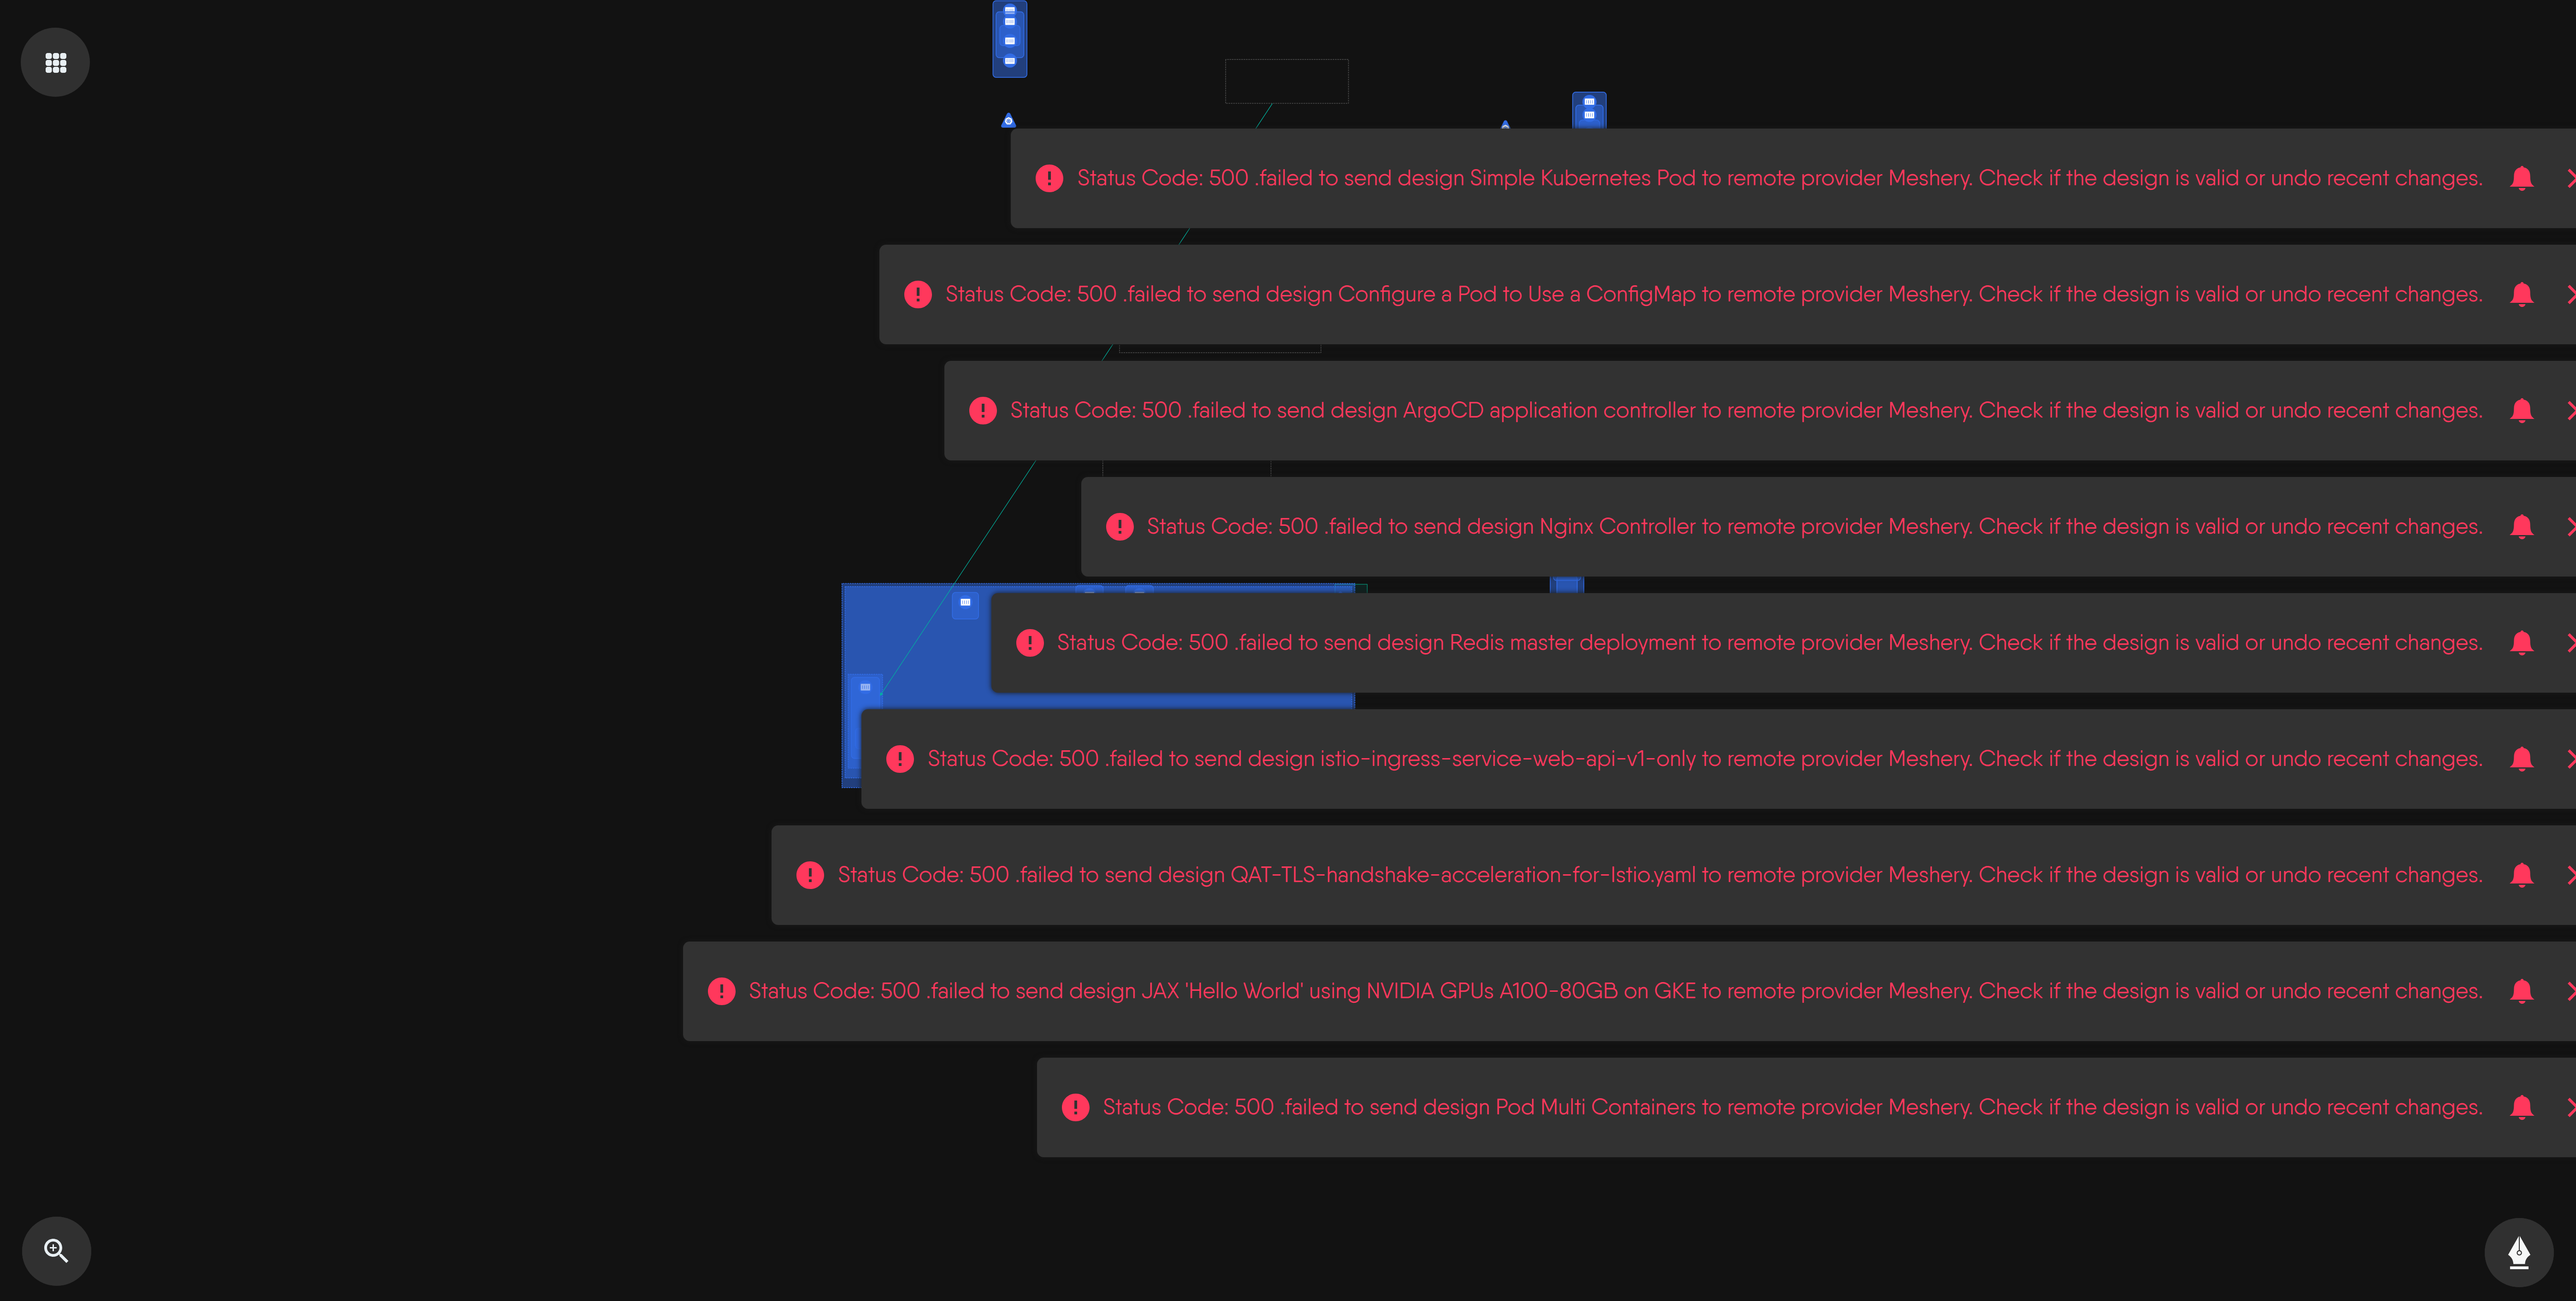 Status Code: 500 .failed to send design Simple Kubernetes Pod to remote provider Meshery. Check if the design is valid or undo recent changes.
Status Code: 500 .failed to send design Configure a Pod to Use a ConfigMap to remote provider Meshery. Check if the design is valid or undo recent changes.
Status Code: 500 .failed to send design ArgoCD application controller to remote provider Meshery. Check if the design is valid or undo recent changes.
Status Code: 500 .failed to send design Nginx Controller to remote provider Meshery. Check if the design is valid or undo recent changes.
Status Code: 500 .failed to send design Redis master deployment to remote provider Meshery. Check if the design is valid or undo recent changes.
Status Code: 500 .failed to send design istio-ingress-service-web-api-v1-only to remote provider Meshery. Check if the design is valid or undo recent changes.
Status Code: 500 .failed to send design QAT-TLS-handshake-acceleration-for-Istio.yaml to remote provider Meshery. Check if the design is valid or undo recent changes.
Status Code: 500 .failed to send design JAX 'Hello World' using NVIDIA GPUs A100-80GB on GKE to remote provider Meshery. Check if the design is valid or undo recent changes.
Status Code: 500 .failed to send design Pod Multi Containers to remote provider Meshery. Check if the design is valid or undo recent changes.